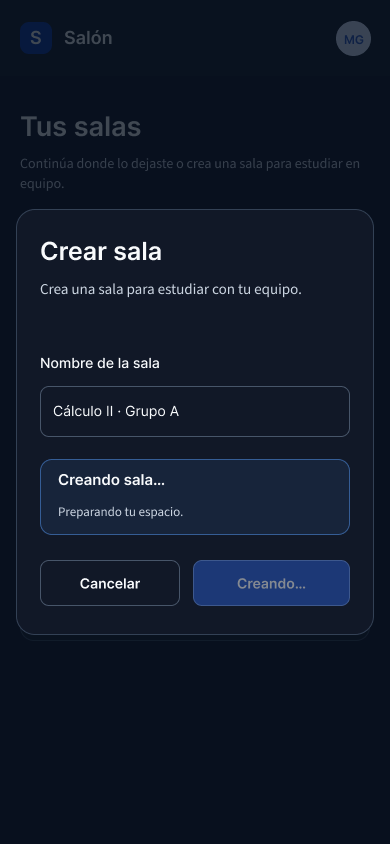 S Salón MG
Tus salas
Continúa donde lo dejaste o crea una sala para estudiar en
equipo.
Crear sala
Crea una sala para estudiar con tu equipo.
Nombre de la sala
Cálculo II · Grupo A
Creando sala...
Preparando tu espacio.
Cancelar Creando...